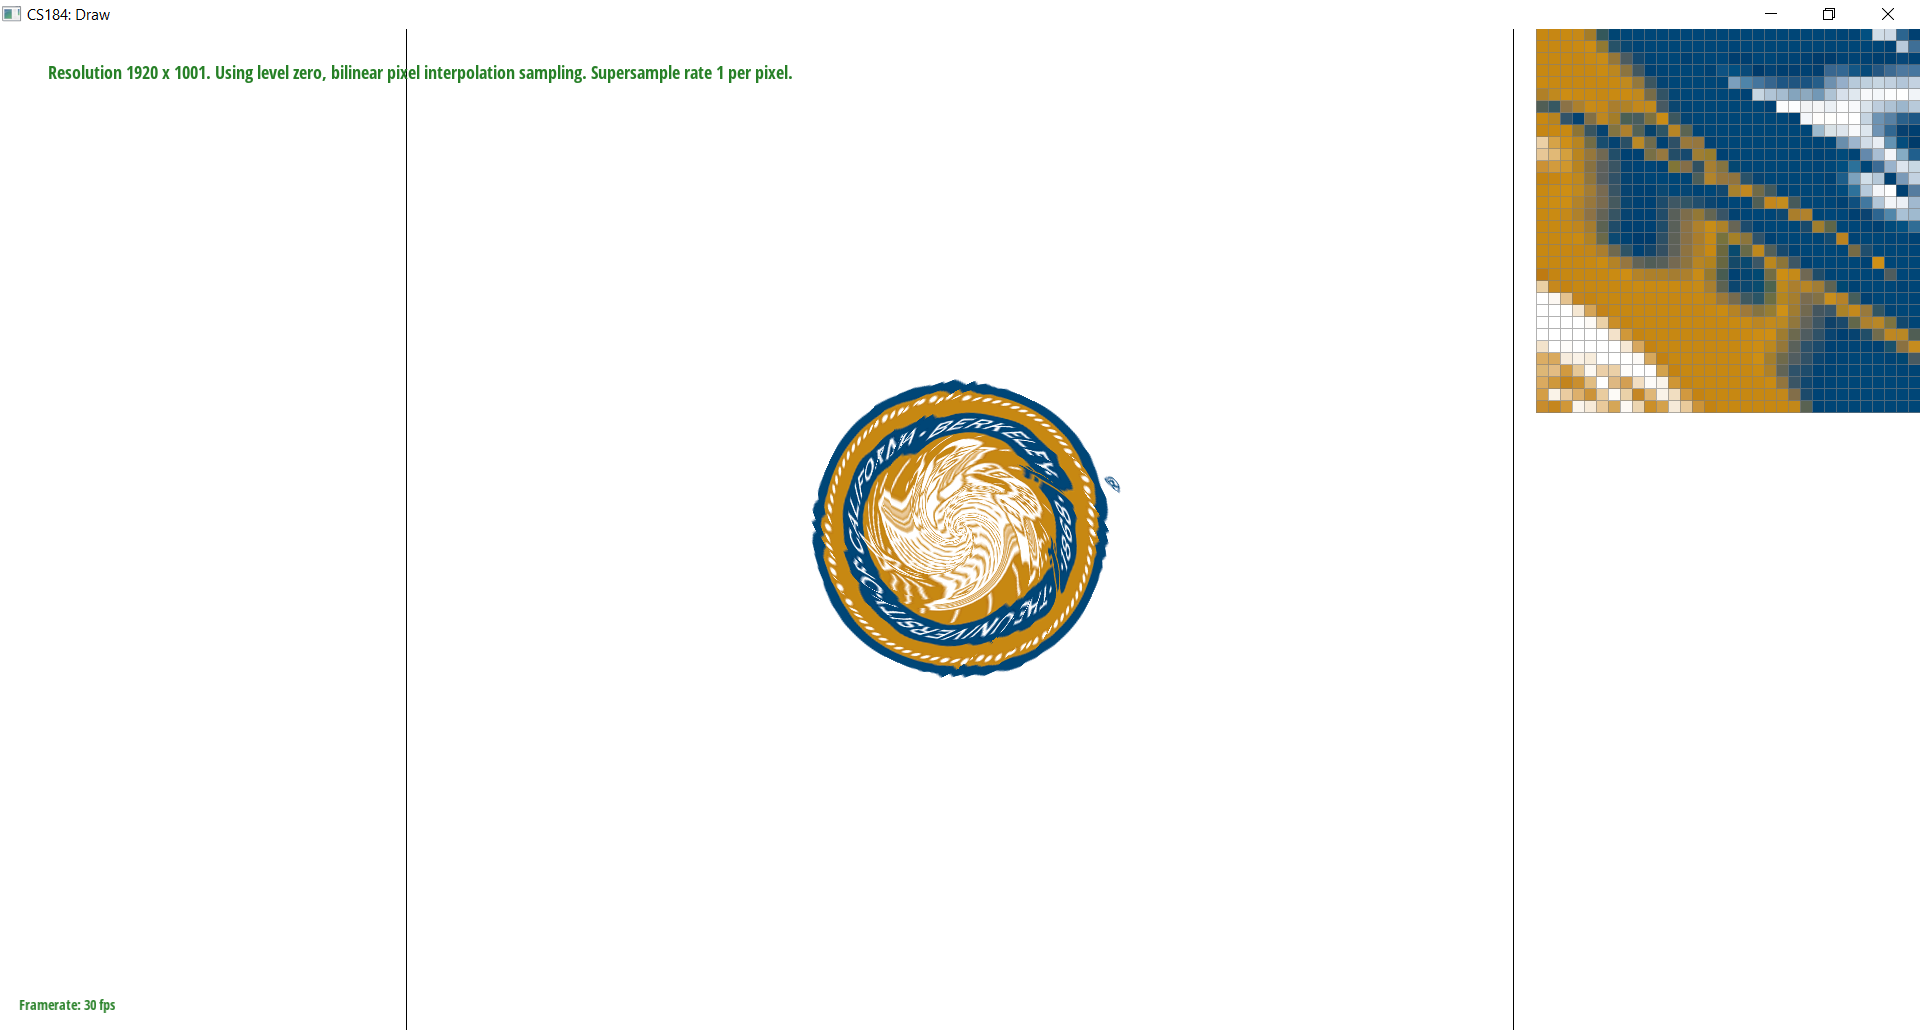 CS184: Draw
Resolution 1920 x 1001. Using level zero, bilinear pixel interpolation sampling. Supersample rate 1 per pixel.
CALIFORNIA · BERKELEY
1868
THE UNIVERSITY OF
Framerate: 30 fps